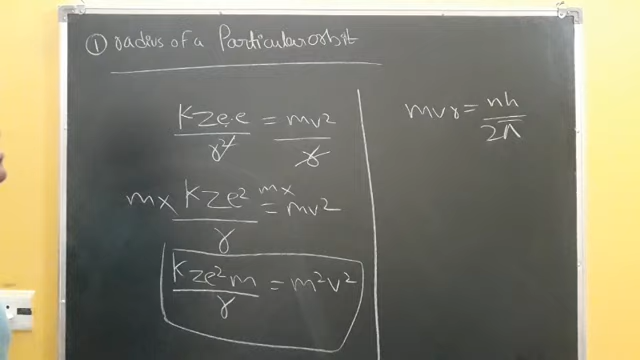 ① radius of a Particular orbit
KZe.e/r² = mv²/r
m× KZe²/r m×= mv²
KZe²m/r = m²v²
mvr = nh/2π